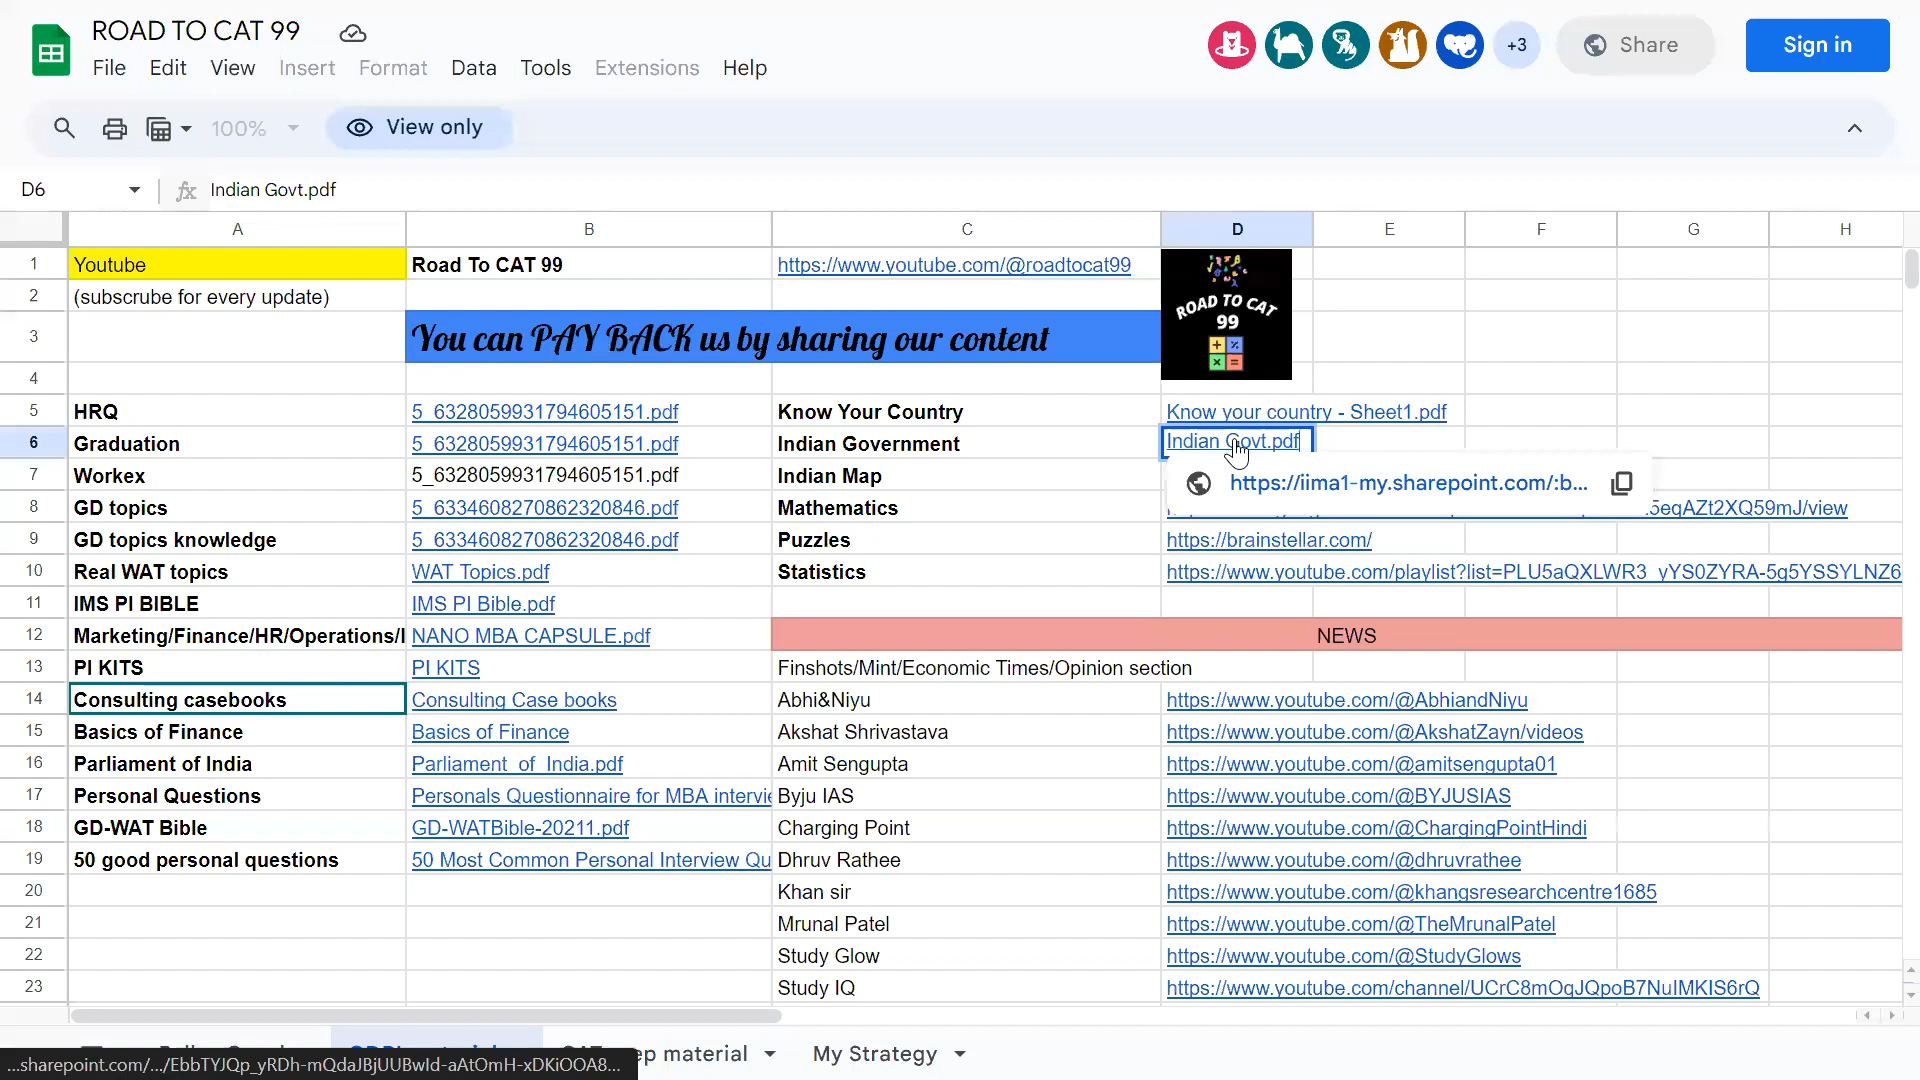 ROAD TO CAT 99
File Edit View Insert Format Data Tools Extensions Help
+3
Share
Sign in
100%
View only
D6
fx Indian Govt.pdf
A B C D E F G H
1 Youtube Road To CAT 99 https://www.youtube.com/@roadtocat99
ROAD TO CAT
99
2 (subscrube for every update)
3 You can PAY BACK us by sharing our content
4
5 HRQ 5_6328059931794605151.pdf Know Your Country Know your country - Sheet1.pdf
6 Graduation 5_6328059931794605151.pdf Indian Government Indian Govt.pdf
7 Workex 5_6328059931794605151.pdf Indian Map
https://iima1-my.sharepoint.com/:b...
8 GD topics 5_6334608270862320846.pdf Mathematics 5eqAZt2XQ59mJ/view
9 GD topics knowledge 5_6334608270862320846.pdf Puzzles https://brainstellar.com/
10 Real WAT topics WAT Topics.pdf Statistics https://www.youtube.com/playlist?list=PLU5aQXLWR3_yYS0ZYRA-5g5YSSYLNZ6
11 IMS PI BIBLE IMS PI Bible.pdf
12 Marketing/Finance/HR/Operations/I NANO MBA CAPSULE.pdf NEWS
13 PI KITS PI KITS Finshots/Mint/Economic Times/Opinion section
14 Consulting casebooks Consulting Case books Abhi&Niyu https://www.youtube.com/@AbhiandNiyu
15 Basics of Finance Basics of Finance Akshat Shrivastava https://www.youtube.com/@AkshatZayn/videos
16 Parliament of India Parliament_of_India.pdf Amit Sengupta https://www.youtube.com/@amitsengupta01
17 Personal Questions Personals Questionnaire for MBA intervie Byju IAS https://www.youtube.com/@BYJUSIAS
18 GD-WAT Bible GD-WATBible-20211.pdf Charging Point https://www.youtube.com/@ChargingPointHindi
19 50 good personal questions 50 Most Common Personal Interview Qu Dhruv Rathee https://www.youtube.com/@dhruvrathee
20 Khan sir https://www.youtube.com/@khangsresearchcentre1685
21 Mrunal Patel https://www.youtube.com/@TheMrunalPatel
22 Study Glow https://www.youtube.com/@StudyGlows
23 Study IQ https://www.youtube.com/channel/UCrC8mOqJQpoB7NuIMKIS6rQ
ep material My Strategy
...sharepoint.com/.../EbbTYJQp_yRDh-mQdaJBjUUBwId-aAtOmH-xDKiOOA8...